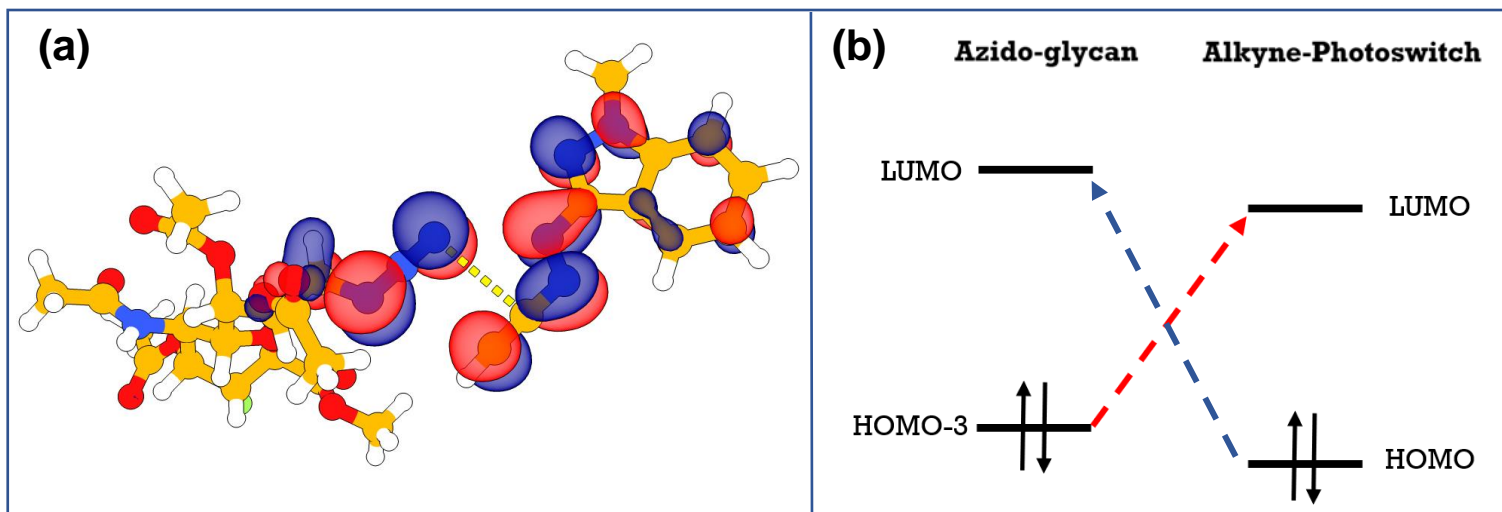 (a)
(b)
Azido-glycan Alkyne-Photoswitch
LUMO
LUMO
HOMO-3
HOMO